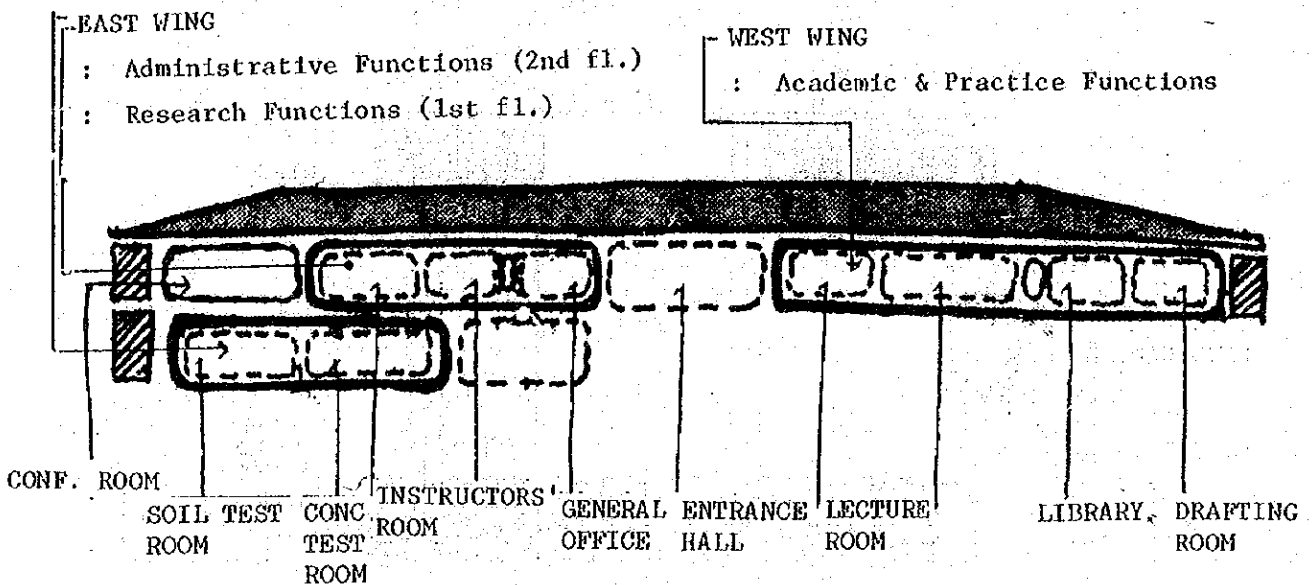 EAST WING
: Administrative Functions (2nd fl.)
: Research Functions (1st fl.)
WEST WING
: Academic & Practice Functions
CONF. ROOM
SOIL TEST
ROOM
CONC
TEST
ROOM
INSTRUCTORS'
ROOM
GENERAL
OFFICE
ENTRANCE
HALL
LECTURE
ROOM
LIBRARY
DRAFTING
ROOM